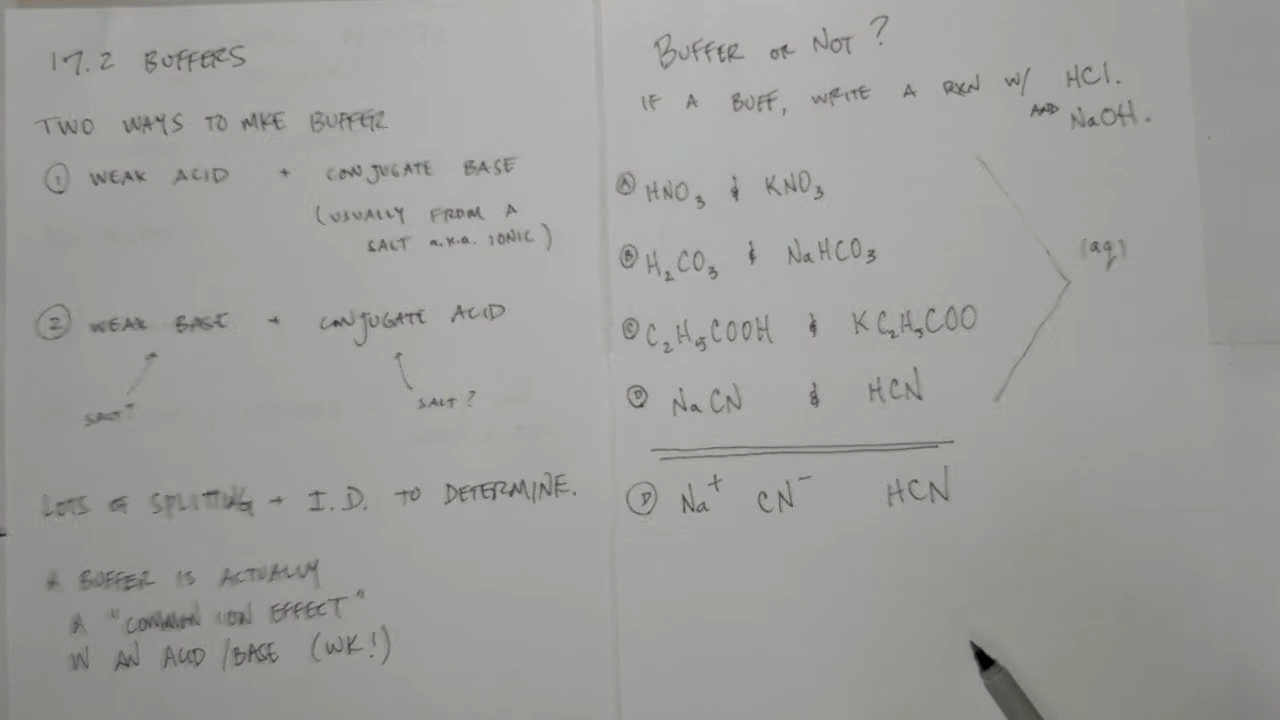 17.2 BUFFERS
TWO WAYS TO MKE BUFFER
① WEAK ACID + CONJUGATE BASE
(USUALLY FROM A
SALT a.k.a. IONIC)
② WEAK BASE + CONJUGATE ACID
SALT? SALT?
LOTS OF SPLITTING + I.D. TO DETERMINE.
A BUFFER IS ACTUALLY
A "COMMON ION EFFECT"
IN AN ACID/BASE (WK!)
BUFFER OR NOT?
IF A BUFF, WRITE A RXN W/ HCl.
AND NaOH.
Ⓐ HNO₃ & KNO₃
Ⓑ H₂CO₃ & NaHCO₃
(aq)
Ⓒ C₂H₅COOH & KC₂H₅COO
Ⓓ NaCN & HCN
Ⓓ Na⁺ CN⁻ HCN